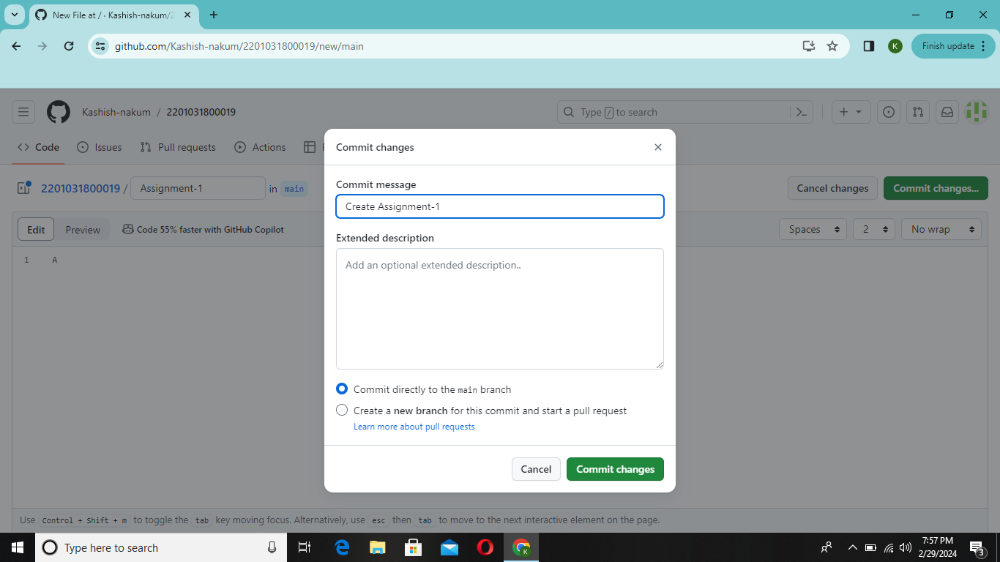 New File at / · Kashish-nakum/2
github.com/Kashish-nakum/2201031800019/new/main
K
Finish update
Kashish-nakum / 2201031800019
Type / to search
Code
Issues
Pull requests
Actions
2201031800019 / Assignment-1 in main
Cancel changes
Commit changes...
Edit
Preview
Code 55% faster with GitHub Copilot
Spaces
2
No wrap
1 A
Commit changes
Commit message
Create Assignment-1
Extended description
Add an optional extended description..
Commit directly to the main branch
Create a new branch for this commit and start a pull request
Learn more about pull requests
Cancel
Commit changes
Use Control + Shift + m to toggle the tab key moving focus. Alternatively, use esc then tab to move to the next interactive element on the page.
Type here to search
K
7:57 PM
2/29/2024
3